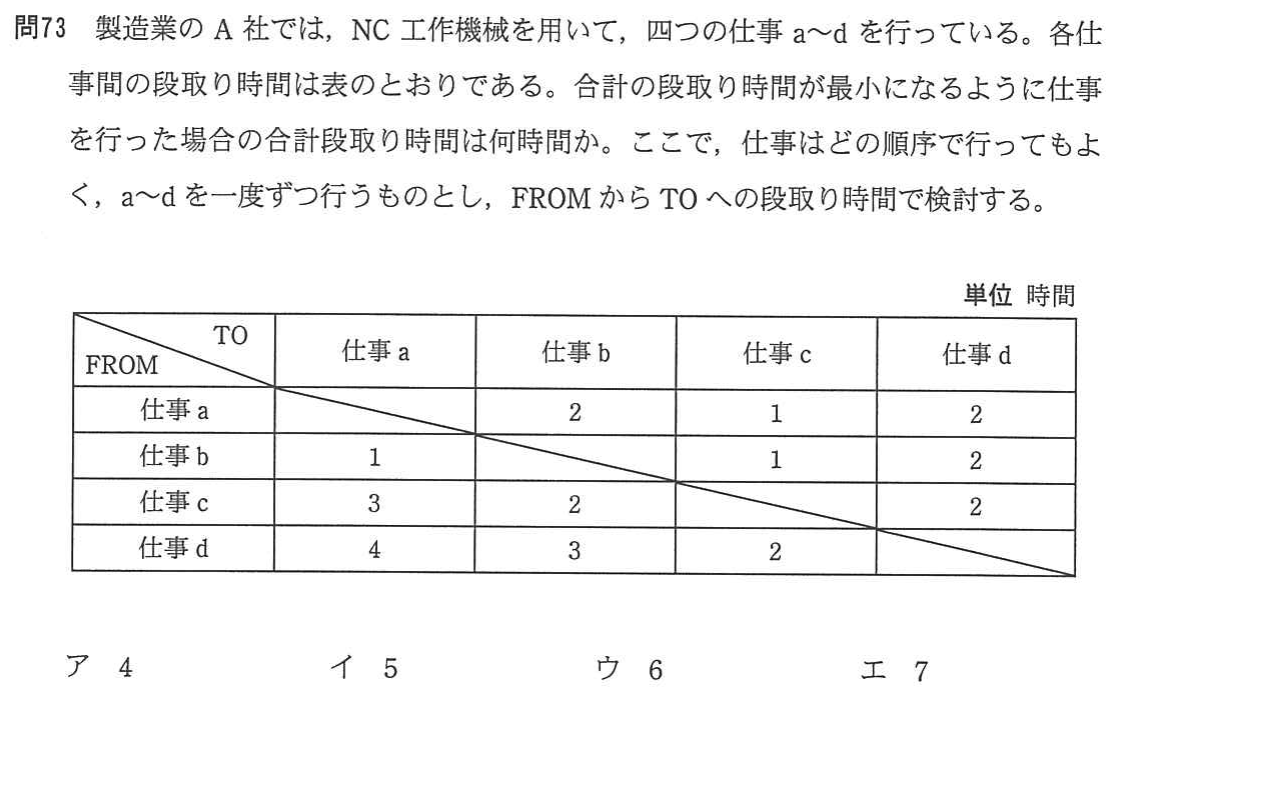 問73 製造業の A 社では，NC 工作機械を用いて，四つの仕事 a〜d を行っている。各仕
事間の段取り時間は表のとおりである。合計の段取り時間が最小になるように仕事
を行った場合の合計段取り時間は何時間か。ここで，仕事はどの順序で行ってもよ
く，a〜d を一度ずつ行うものとし，FROM から TO への段取り時間で検討する。
単位 時間
TO
FROM
仕事 a 仕事 b 仕事 c 仕事 d
仕事 a 2 1 2
仕事 b 1 1 2
仕事 c 3 2 2
仕事 d 4 3 2
ア 4 イ 5 ウ 6 エ 7